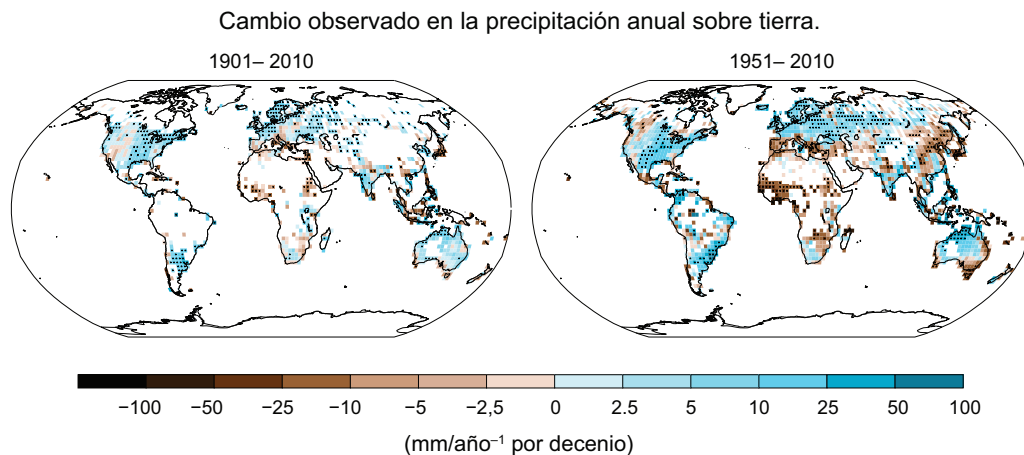 Cambio observado en la precipitación anual sobre tierra.
1901– 2010
1951– 2010
−100 −50 −25 −10 −5 −2,5 0 2.5 5 10 25 50 100
(mm/año⁻¹ por decenio)